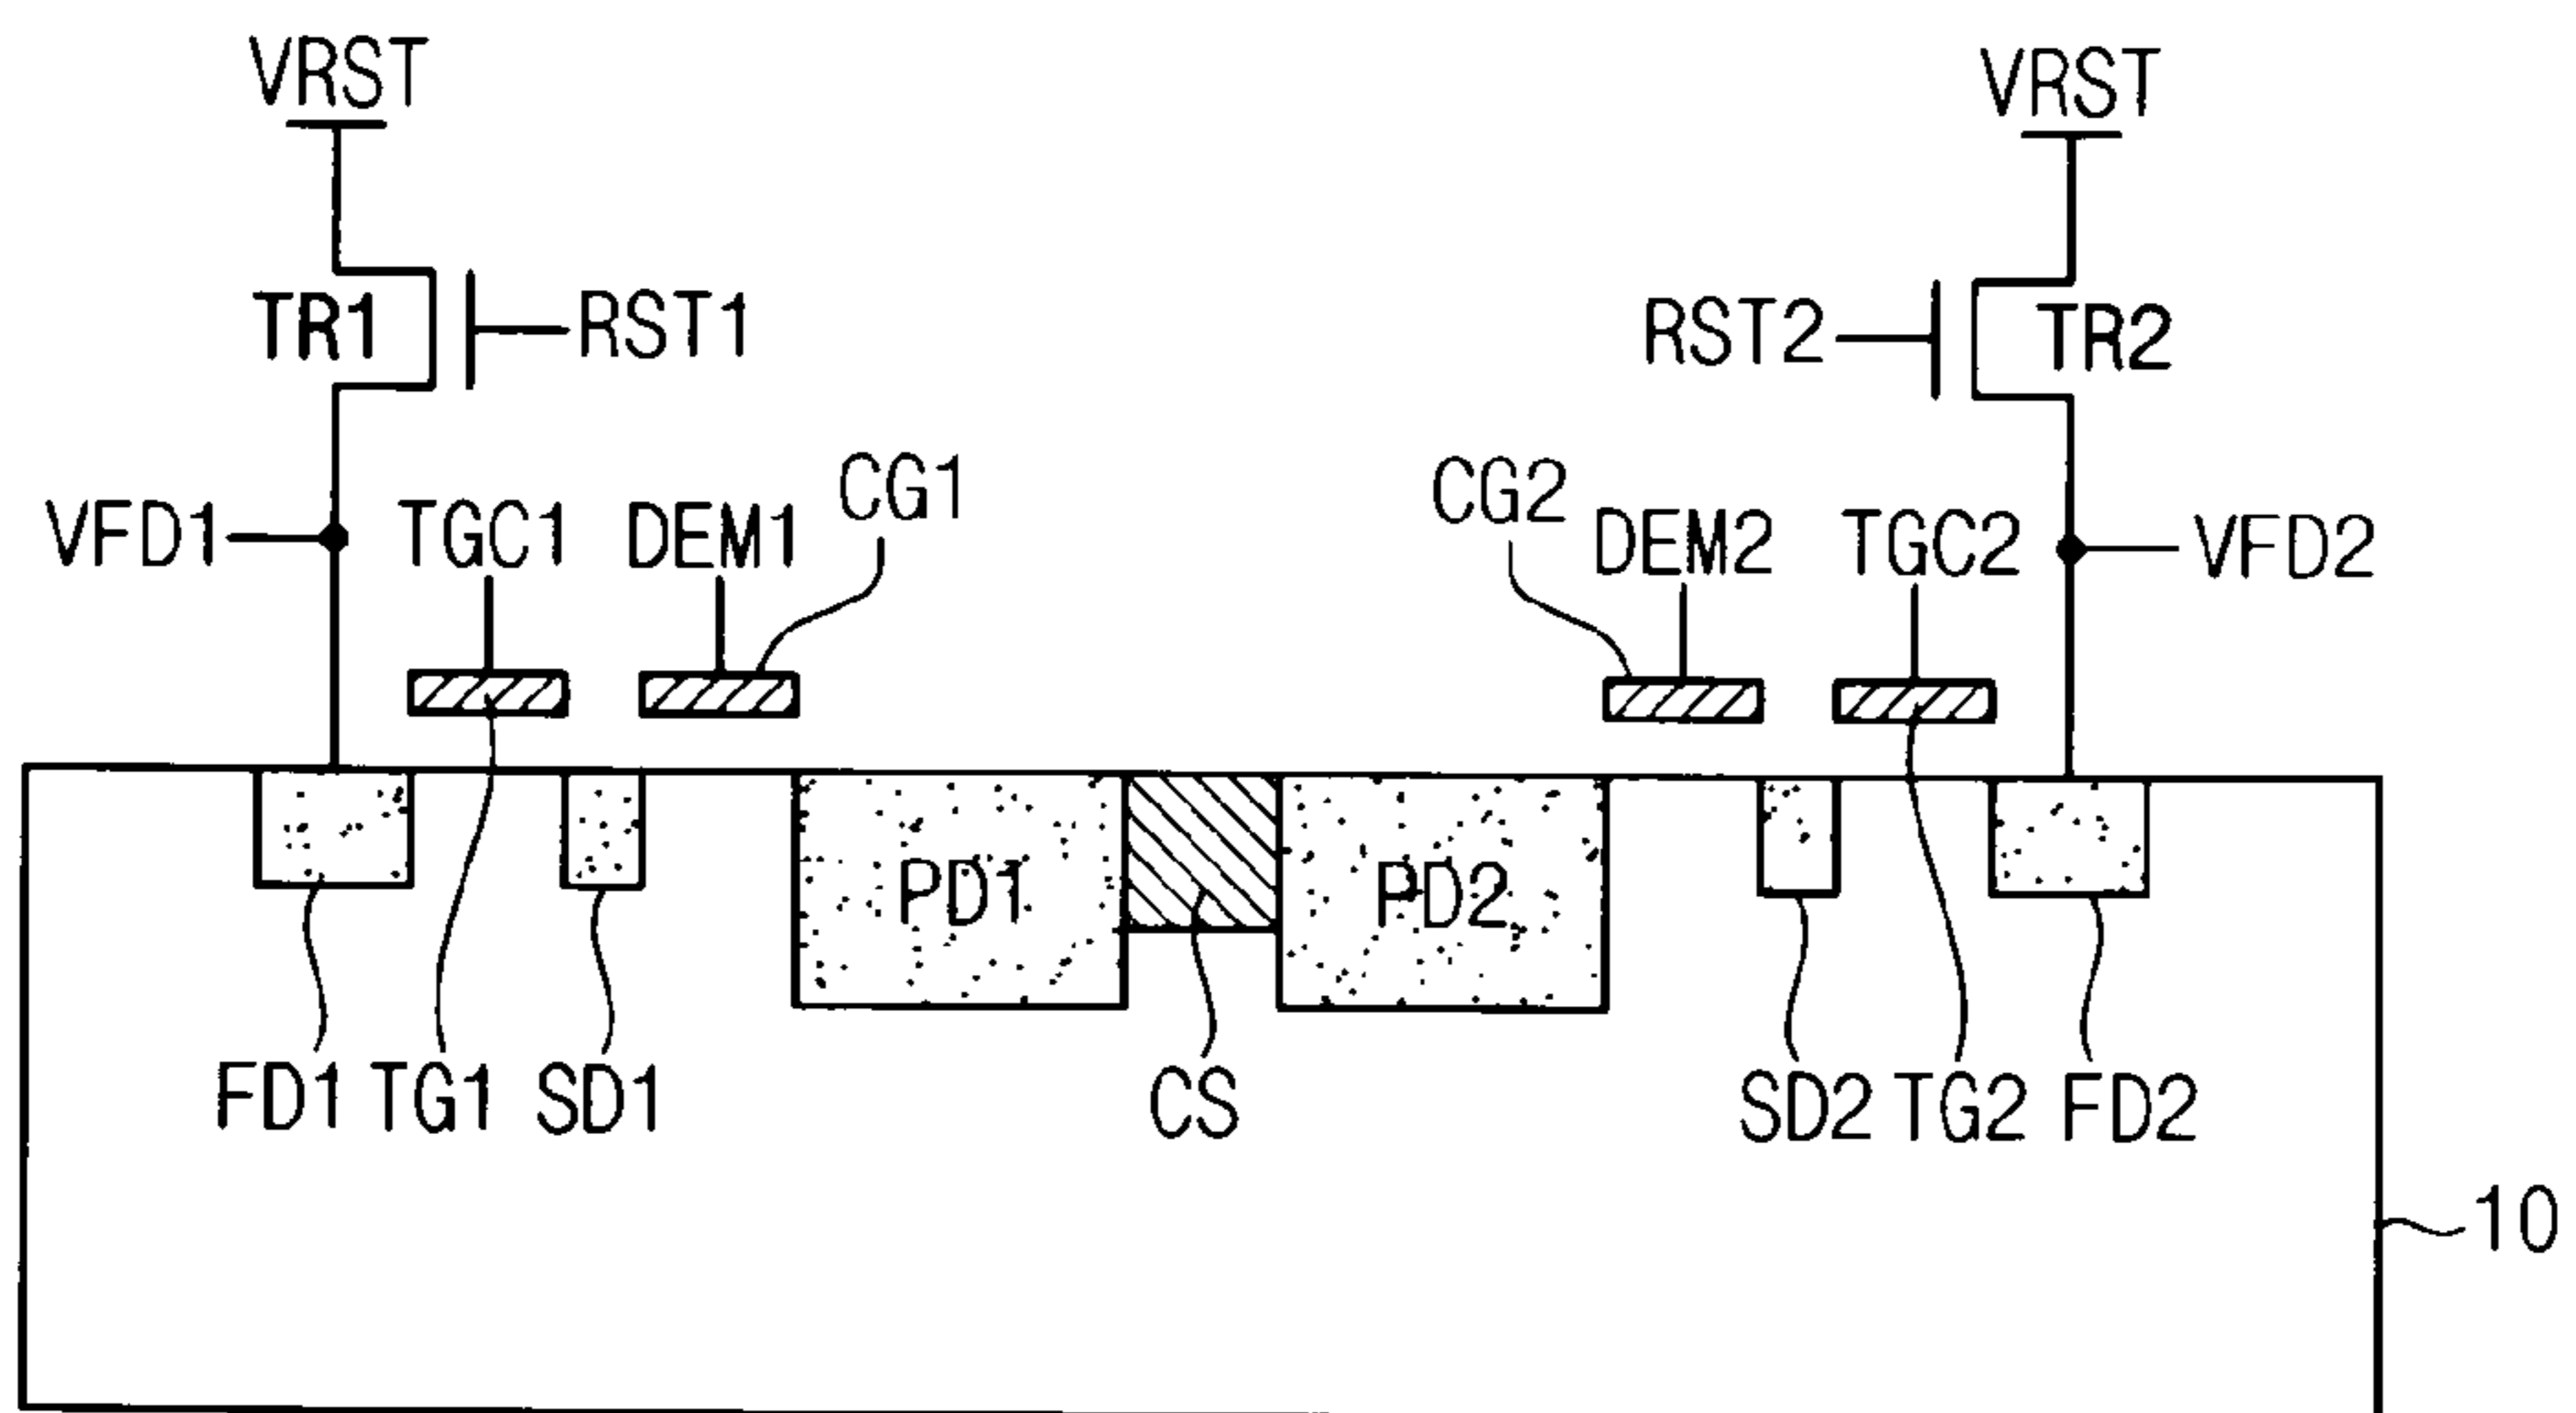 VRST
VRST
TR1
RST1
RST2
TR2
VFD1
TGC1
DEM1
CG1
CG2
DEM2
TGC2
VFD2
PD1
PD2
FD1
TG1
SD1
CS
SD2
TG2
FD2
10